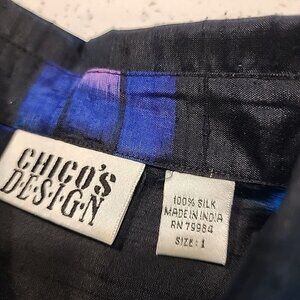 CHICO'S
DESIGN
100% SILK
MADE IN INDIA
RN 79984
SIZE: 1